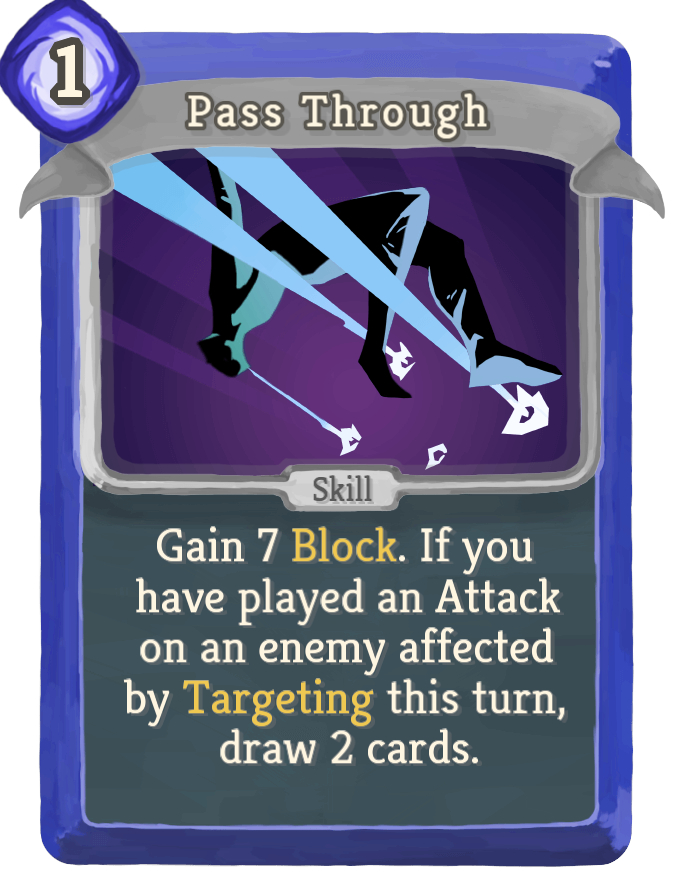 1
Pass Through
Skill
Gain 7 Block. If you
have played an Attack
on an enemy affected
by Targeting this turn,
draw 2 cards.